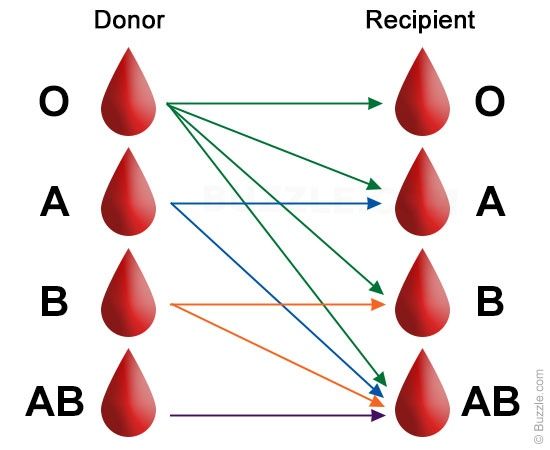 Donor Recipient
O O
A A
B B
AB AB
© Buzzle.com